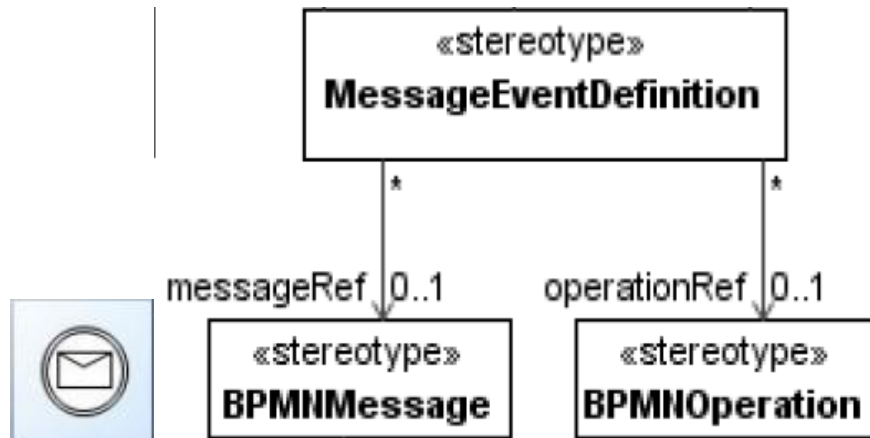 «stereotype»
MessageEventDefinition
* *
messageRef 0..1 operationRef 0..1
«stereotype» «stereotype»
BPMNMessage BPMNOperation